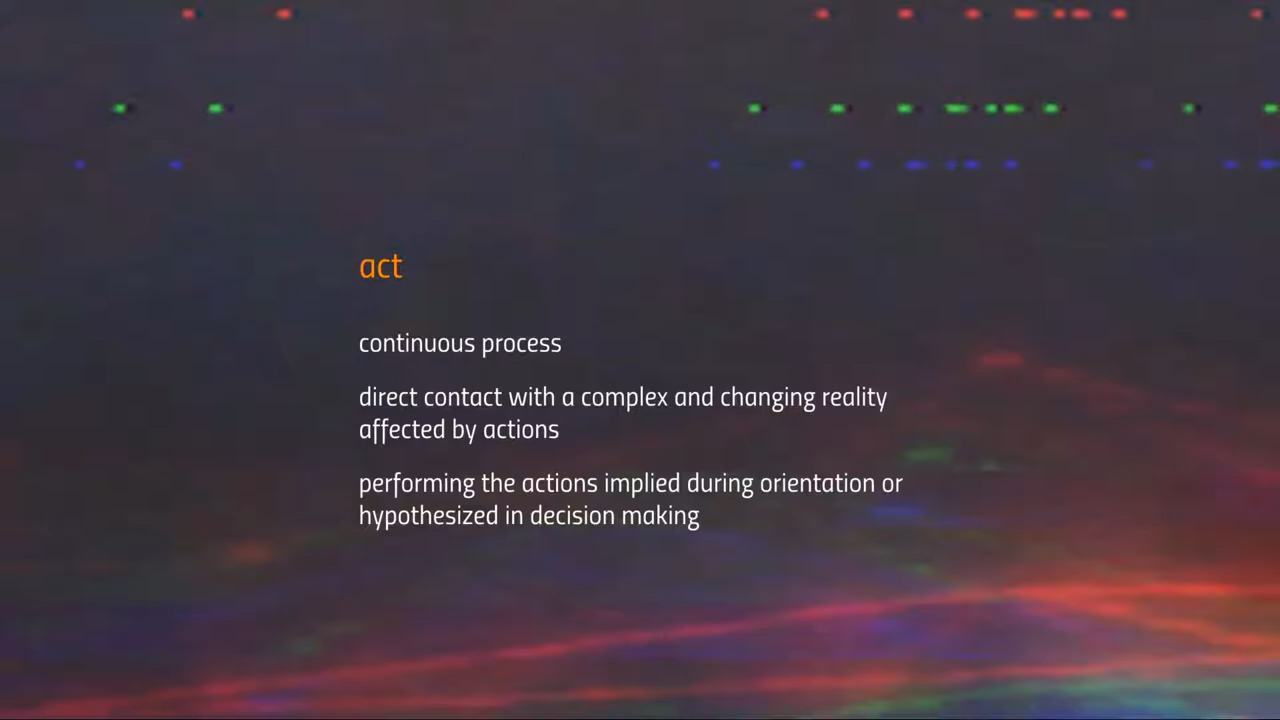 act
continuous process
direct contact with a complex and changing reality
affected by actions
performing the actions implied during orientation or
hypothesized in decision making